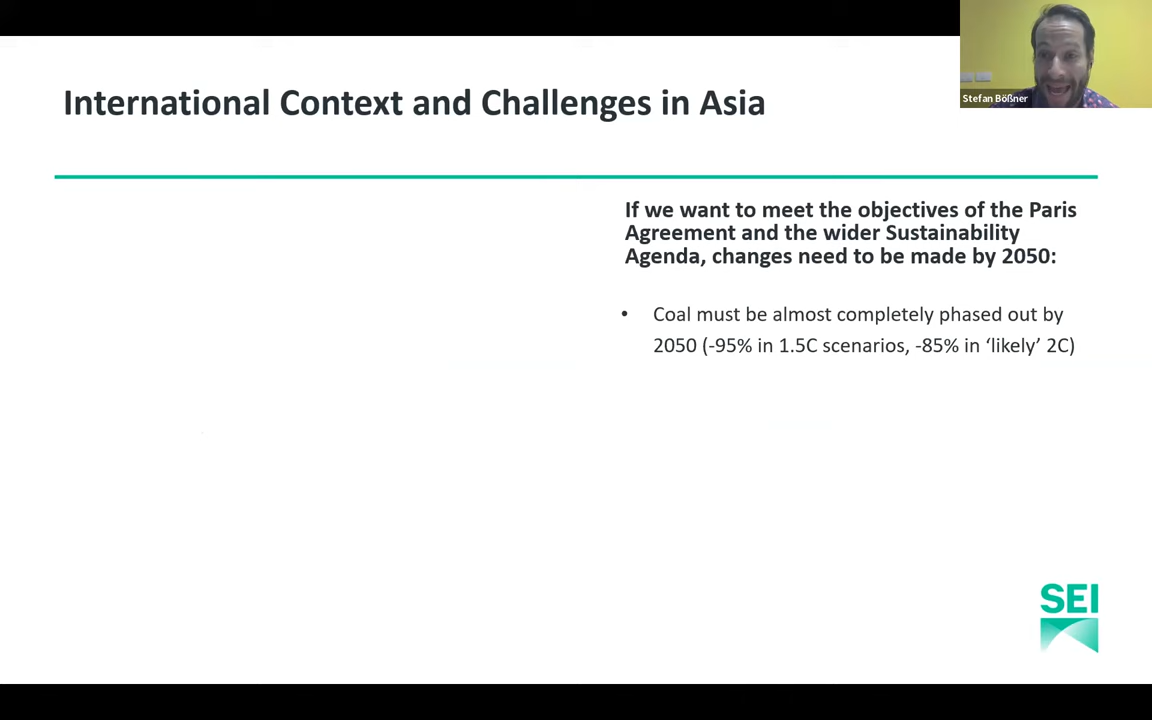 International Context and Challenges in Asia
Stefan Bößner
If we want to meet the objectives of the Paris
Agreement and the wider Sustainability
Agenda, changes need to be made by 2050:
• Coal must be almost completely phased out by
2050 (-95% in 1.5C scenarios, -85% in ‘likely’ 2C)
SEI